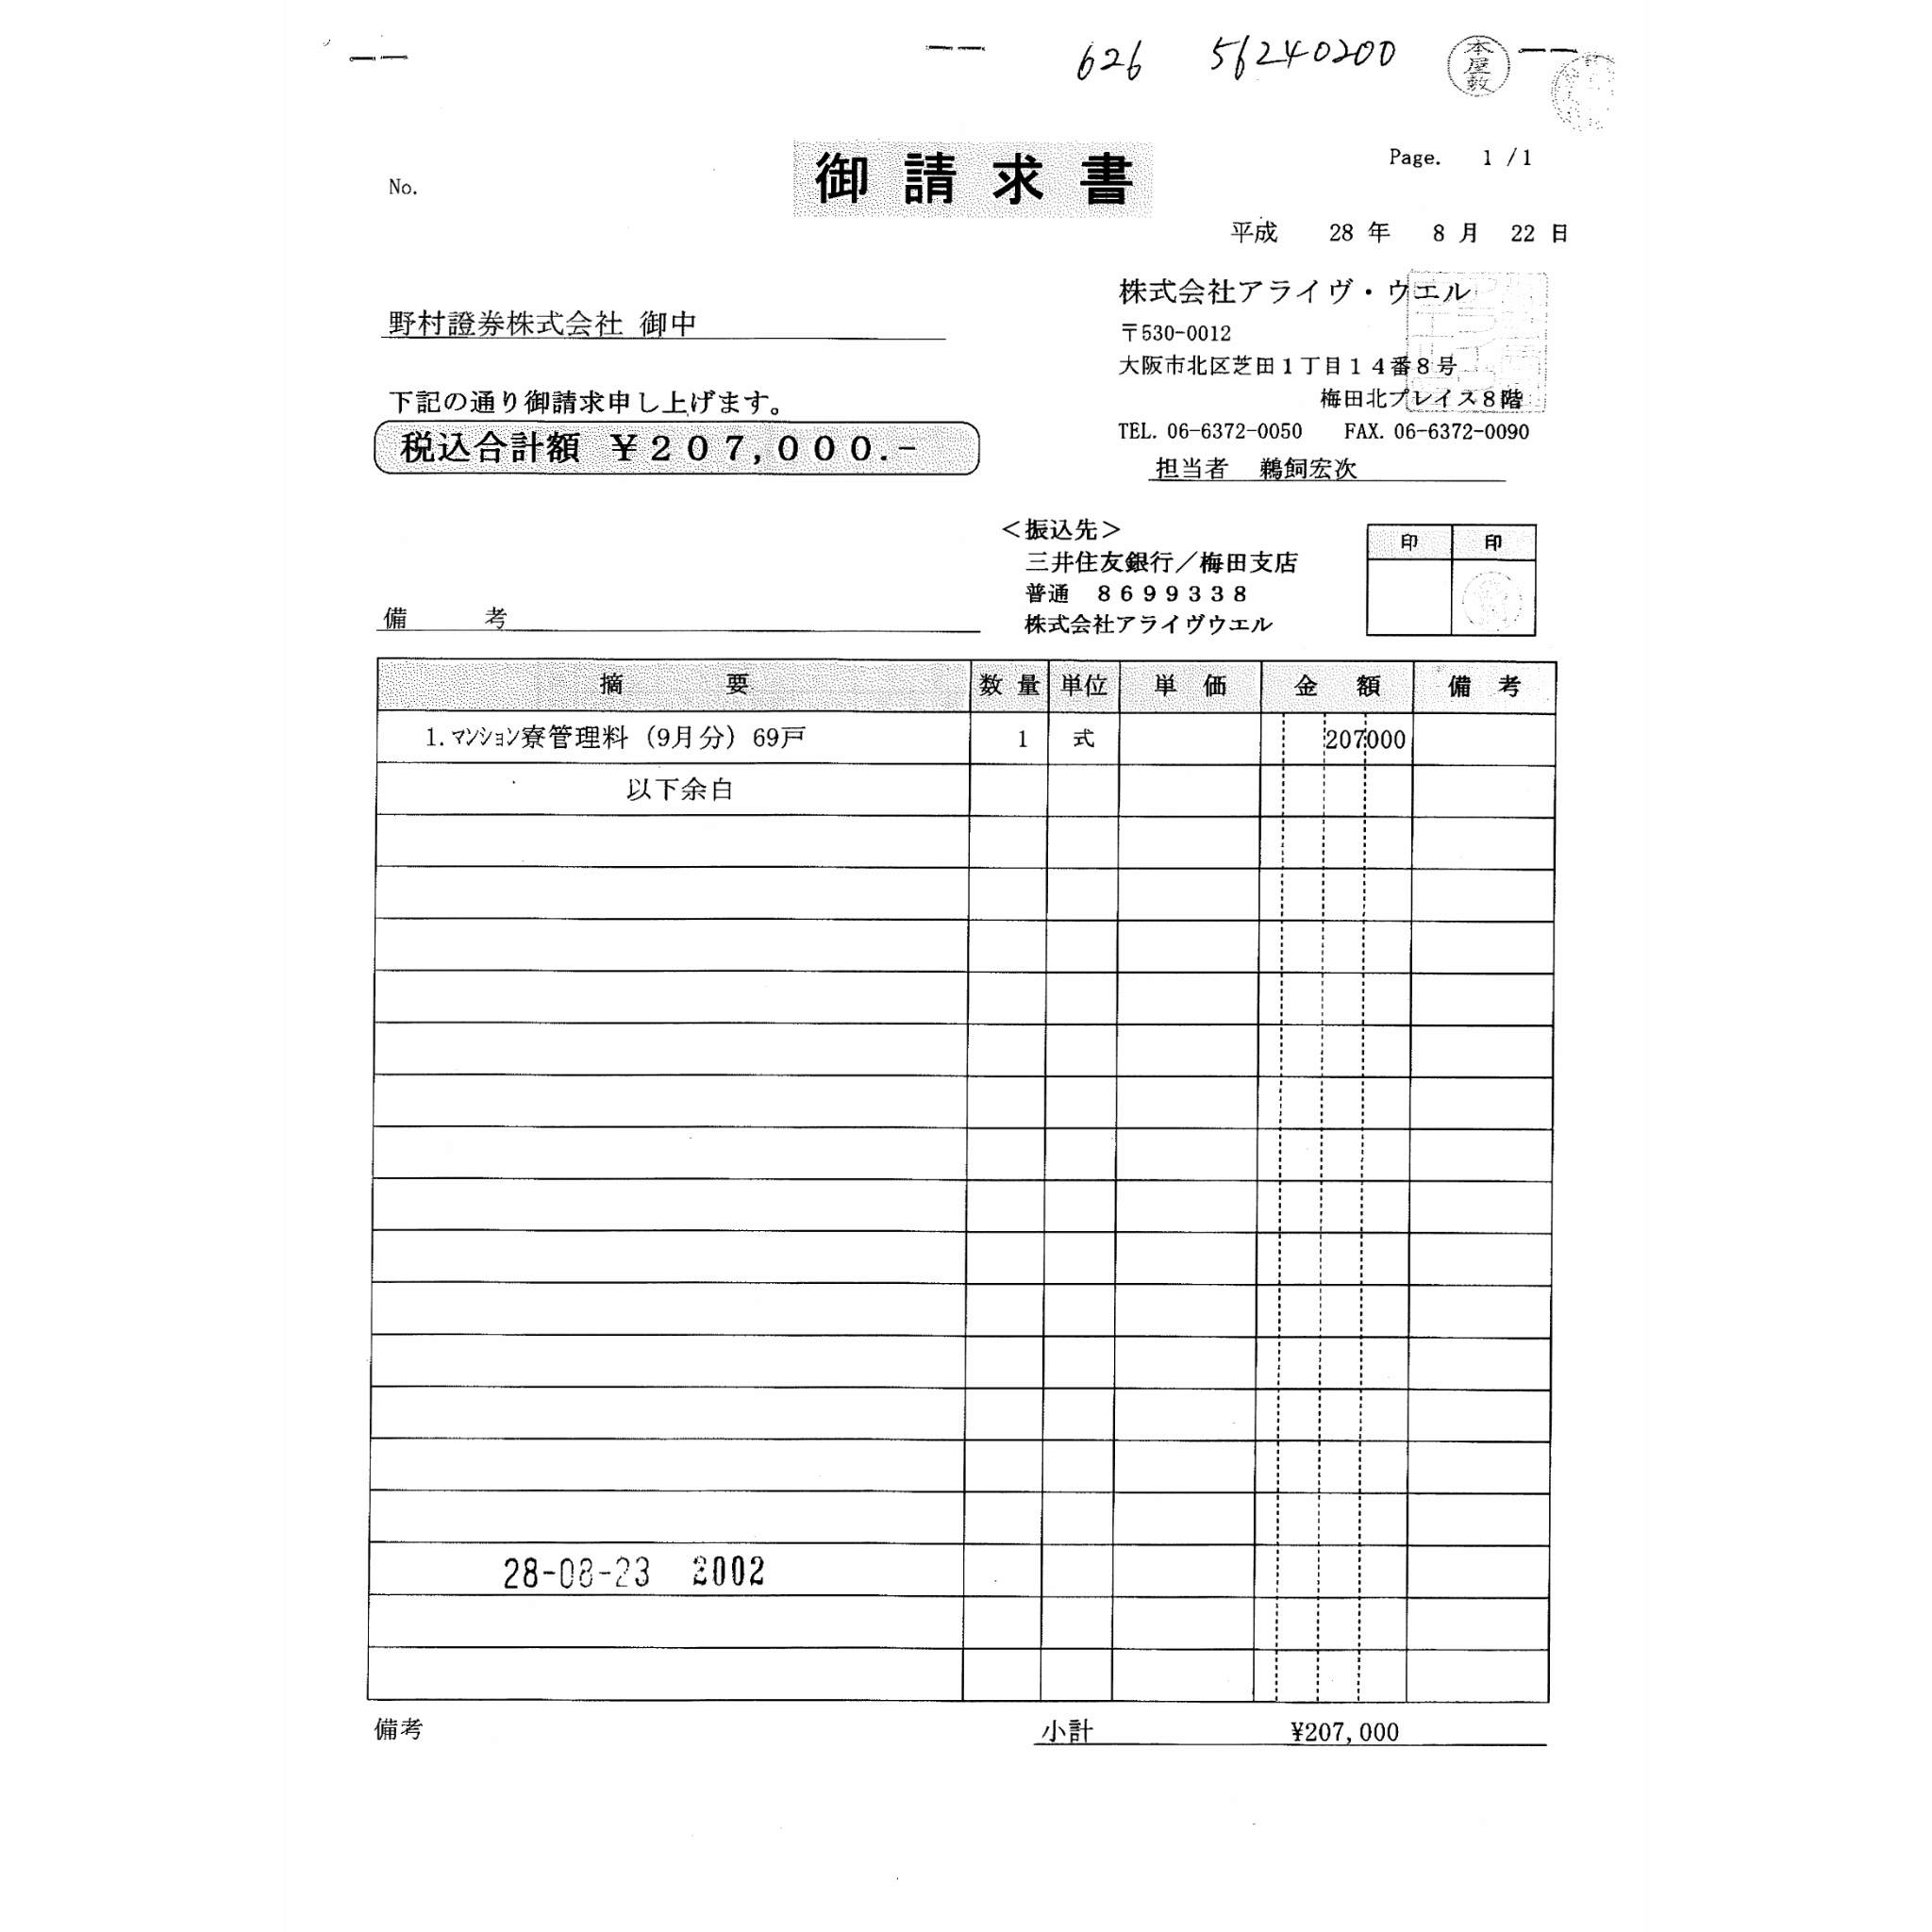 626 56240200 本屋敷
Page. 1 /1
御請求書
No.
平成 28 年 8 月 22 日
株式会社アライヴ・ウエル
野村證券株式会社 御中
〒530-0012
大阪市北区芝田1丁目14番8号
梅田北プレイス8階
下記の通り御請求申し上げます。
TEL. 06-6372-0050 FAX. 06-6372-0090
税込合計額 ¥207,000.-
担当者 鵜飼宏次
<振込先>
三井住友銀行/梅田支店
普通 8699338
株式会社アライヴウエル
印 印
備 考
摘 要 数 量 単位 単 価 金 額 備 考
1.マンション寮管理料(9月分)69戸 1 式 207000
以下余白
28-08-23 2002
備考 小計 ¥207,000